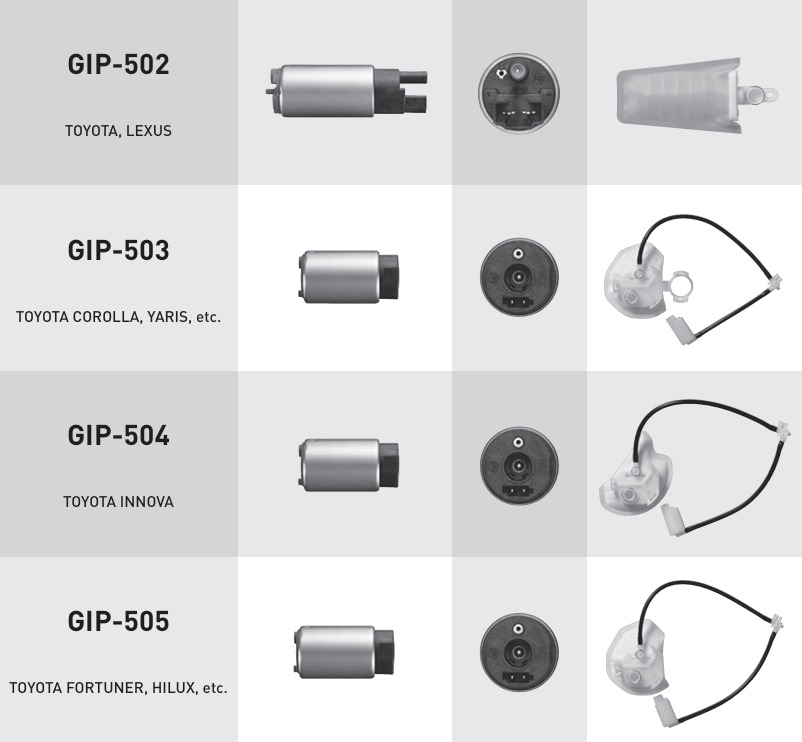 GIP-502
TOYOTA, LEXUS
GIP-503
TOYOTA COROLLA, YARIS, etc.
GIP-504
TOYOTA INNOVA
GIP-505
TOYOTA FORTUNER, HILUX, etc.